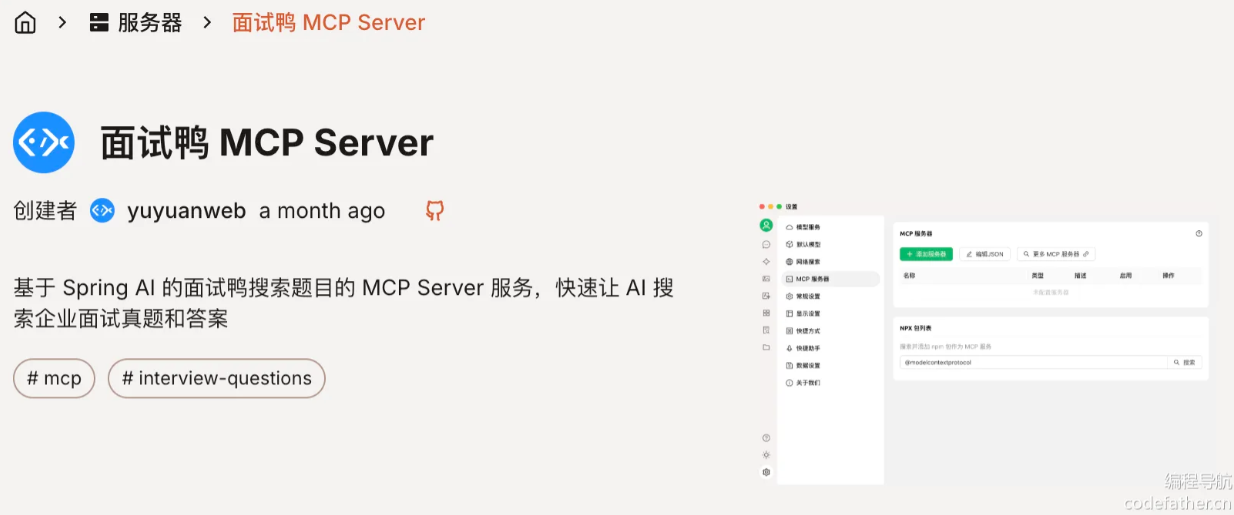 服务器
面试鸭 MCP Server
面试鸭 MCP Server
创建者 yuyuanweb a month ago
基于 Spring AI 的面试鸭搜索题目的 MCP Server 服务，快速让 AI 搜
索企业面试真题和答案
# mcp
# interview-questions
设置
模型服务
默认模型
网络搜索
MCP 服务器
常规设置
显示设置
快捷方式
快捷助手
数据设置
关于我们
MCP 服务器
+ 添加服务器 编辑JSON 更多 MCP 服务器
名称 类型 描述 启用 操作
未配置服务器
NPX 包列表
搜索并添加 npm 包作为 MCP 服务
@modelcontextprotocol 搜索
编程导航
codefather.cn